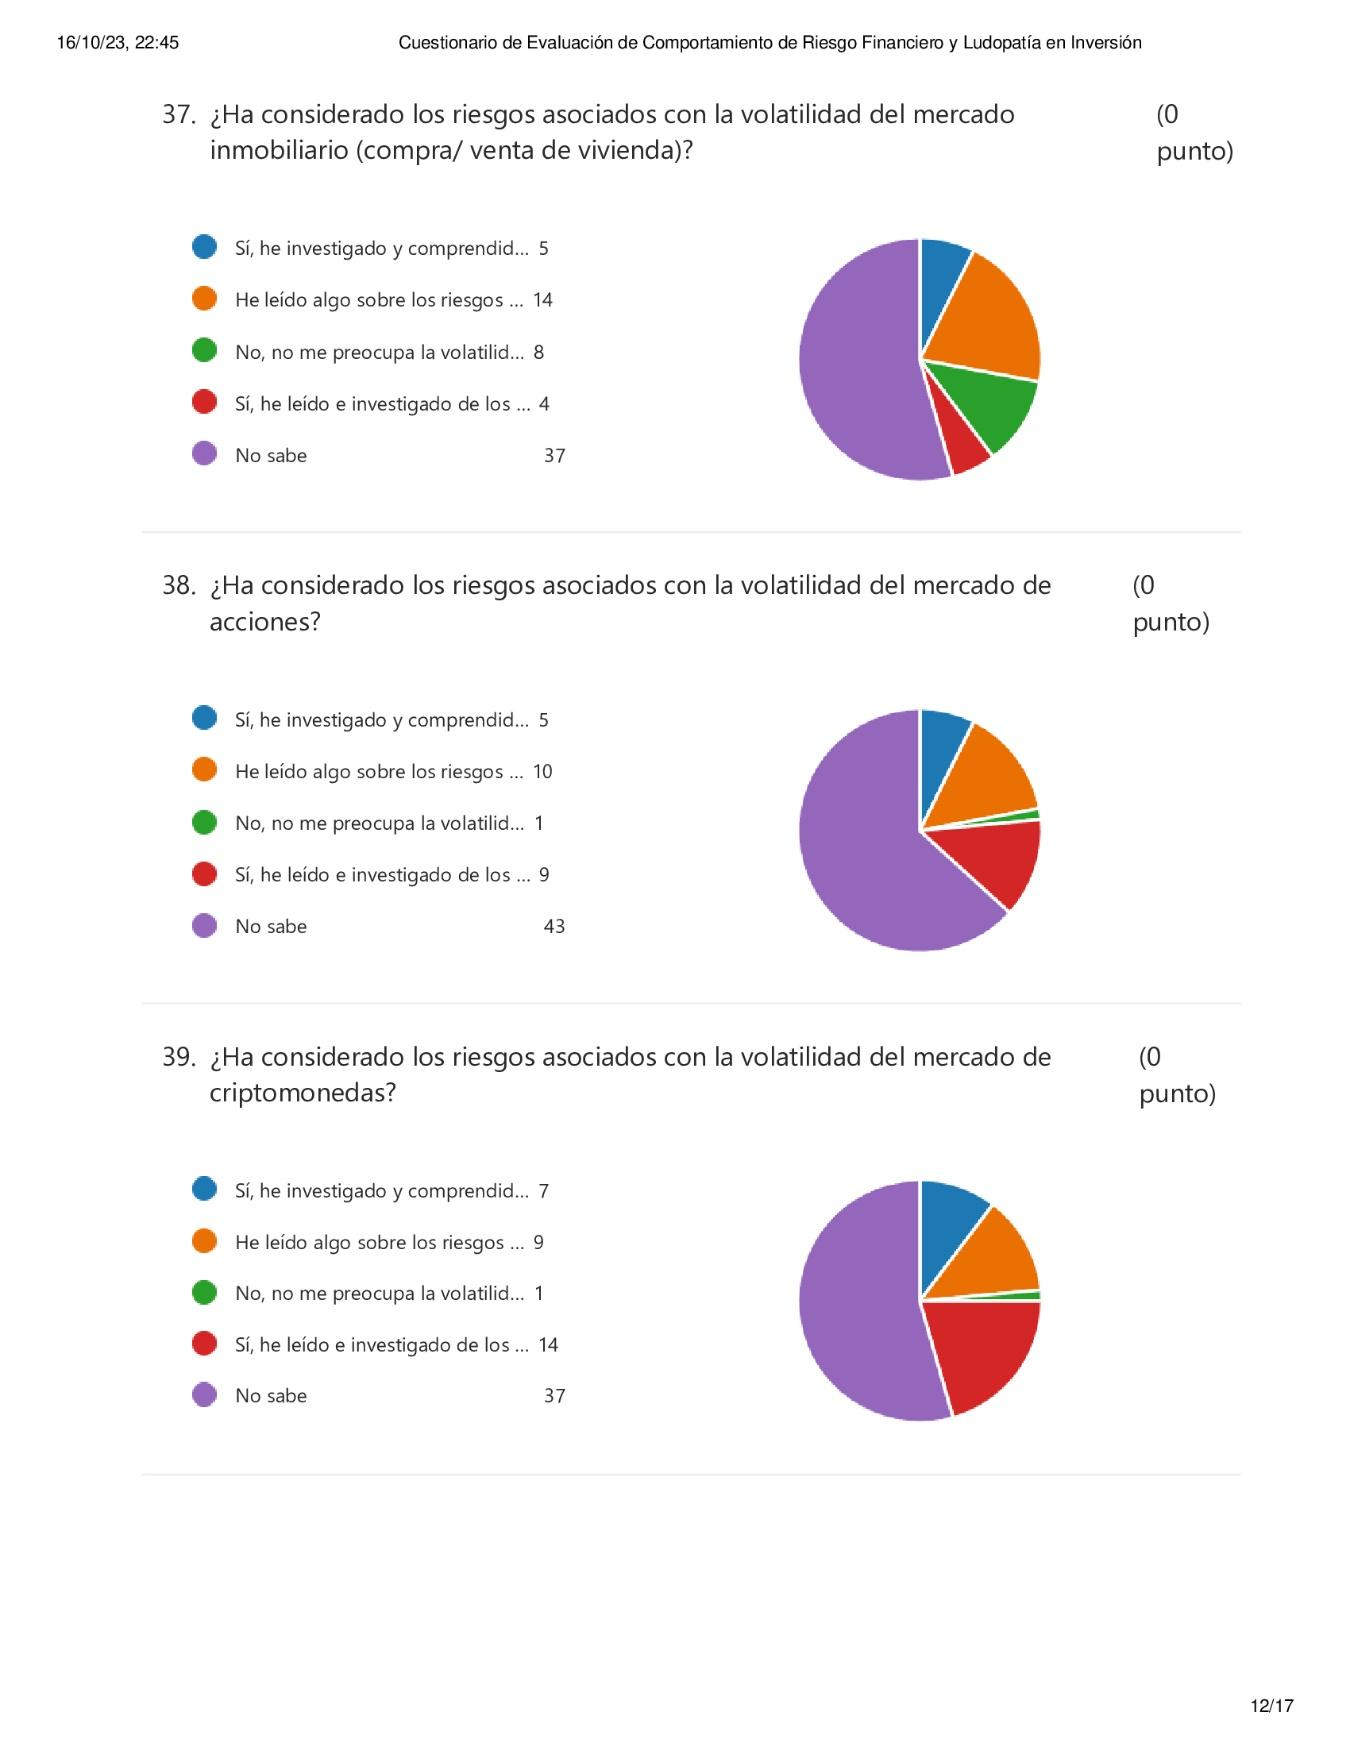 16/10/23, 22:45
Cuestionario de Evaluación de Comportamiento de Riesgo Financiero y Ludopatía en Inversión
37. ¿Ha considerado los riesgos asociados con la volatilidad del mercado
inmobiliario (compra/ venta de vivienda)?
(0
punto)
Sí, he investigado y comprendid... 5
He leído algo sobre los riesgos ... 14
No, no me preocupa la volatilid... 8
Sí, he leído e investigado de los ... 4
No sabe 37
38. ¿Ha considerado los riesgos asociados con la volatilidad del mercado de
acciones?
(0
punto)
Sí, he investigado y comprendid... 5
He leído algo sobre los riesgos ... 10
No, no me preocupa la volatilid... 1
Sí, he leído e investigado de los ... 9
No sabe 43
39. ¿Ha considerado los riesgos asociados con la volatilidad del mercado de
criptomonedas?
(0
punto)
Sí, he investigado y comprendid... 7
He leído algo sobre los riesgos ... 9
No, no me preocupa la volatilid... 1
Sí, he leído e investigado de los ... 14
No sabe 37
12/17